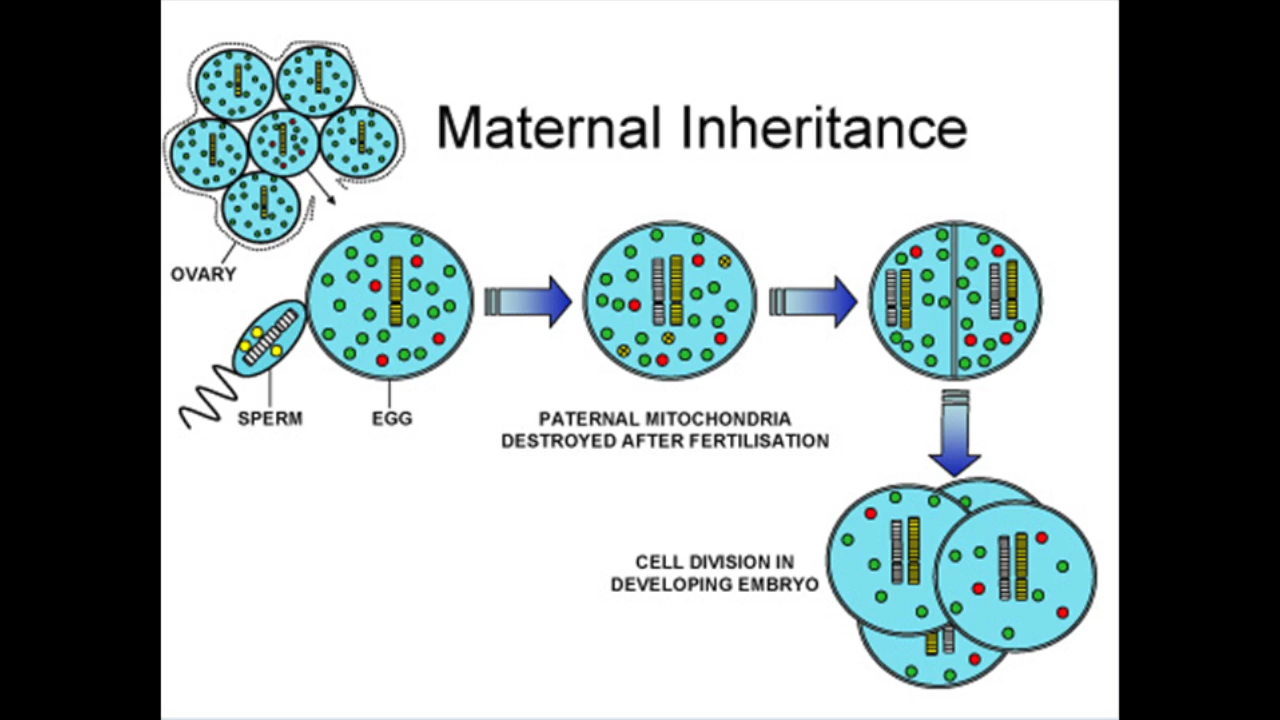 Maternal Inheritance
OVARY
SPERM
EGG
PATERNAL MITOCHONDRIA
DESTROYED AFTER FERTILISATION
CELL DIVISION IN
DEVELOPING EMBRYO